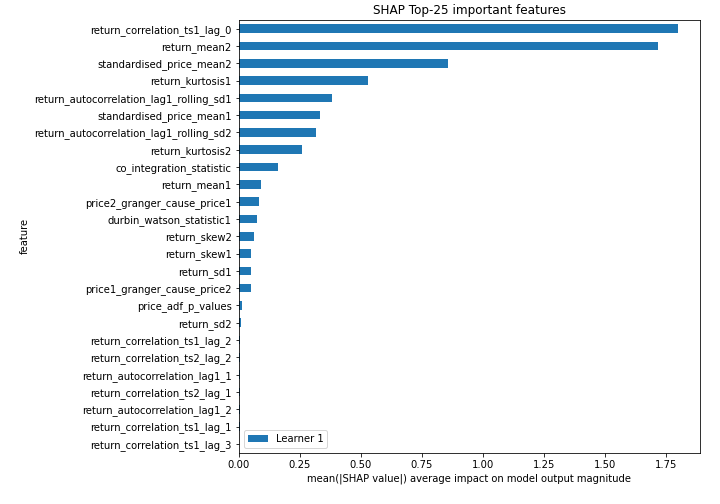 SHAP Top-25 important features
return_correlation_ts1_lag_0
return_mean2
standardised_price_mean2
return_kurtosis1
return_autocorrelation_lag1_rolling_sd1
standardised_price_mean1
return_autocorrelation_lag1_rolling_sd2
return_kurtosis2
co_integration_statistic
return_mean1
price2_granger_cause_price1
durbin_watson_statistic1
return_skew2
return_skew1
return_sd1
price1_granger_cause_price2
price_adf_p_values
return_sd2
return_correlation_ts1_lag_2
return_correlation_ts2_lag_2
return_autocorrelation_lag1_1
return_correlation_ts2_lag_1
return_autocorrelation_lag1_2
return_correlation_ts1_lag_1
return_correlation_ts1_lag_3
feature
Learner 1
0.00 0.25 0.50 0.75 1.00 1.25 1.50 1.75
mean(|SHAP value|) average impact on model output magnitude